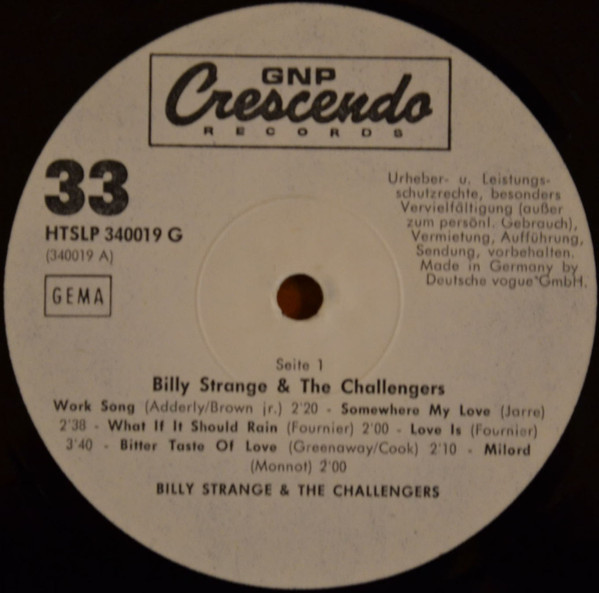 GNP
Crescendo
RECORDS
33
HTSLP 340019 G
(340019 A)
GEMA
Urheber- u. Leistungs-
schutzrechte, besonders
Vervielfältigung (außer
zum persönl. Gebrauch),
Vermietung, Aufführung,
Sendung, vorbehalten.
Made in Germany by
Deutsche vogue GmbH.
Seite 1
Billy Strange & The Challengers
Work Song (Adderly/Brown jr.) 2'20 - Somewhere My Love (Jarre)
2'38 - What If It Should Rain (Fournier) 2'00 - Love Is (Fournier)
3'40 - Bitter Taste Of Love (Greenaway/Cook) 2'10 - Milord
(Monnot) 2'00
BILLY STRANGE & THE CHALLENGERS